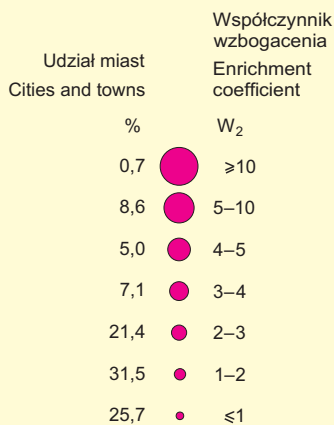 Udział miast
Cities and towns
%
Współczynnik
wzbogacenia
Enrichment
coefficient
W₂
0,7 ⩾10
8,6 5–10
5,0 4–5
7,1 3–4
21,4 2–3
31,5 1–2
25,7 ⩽1